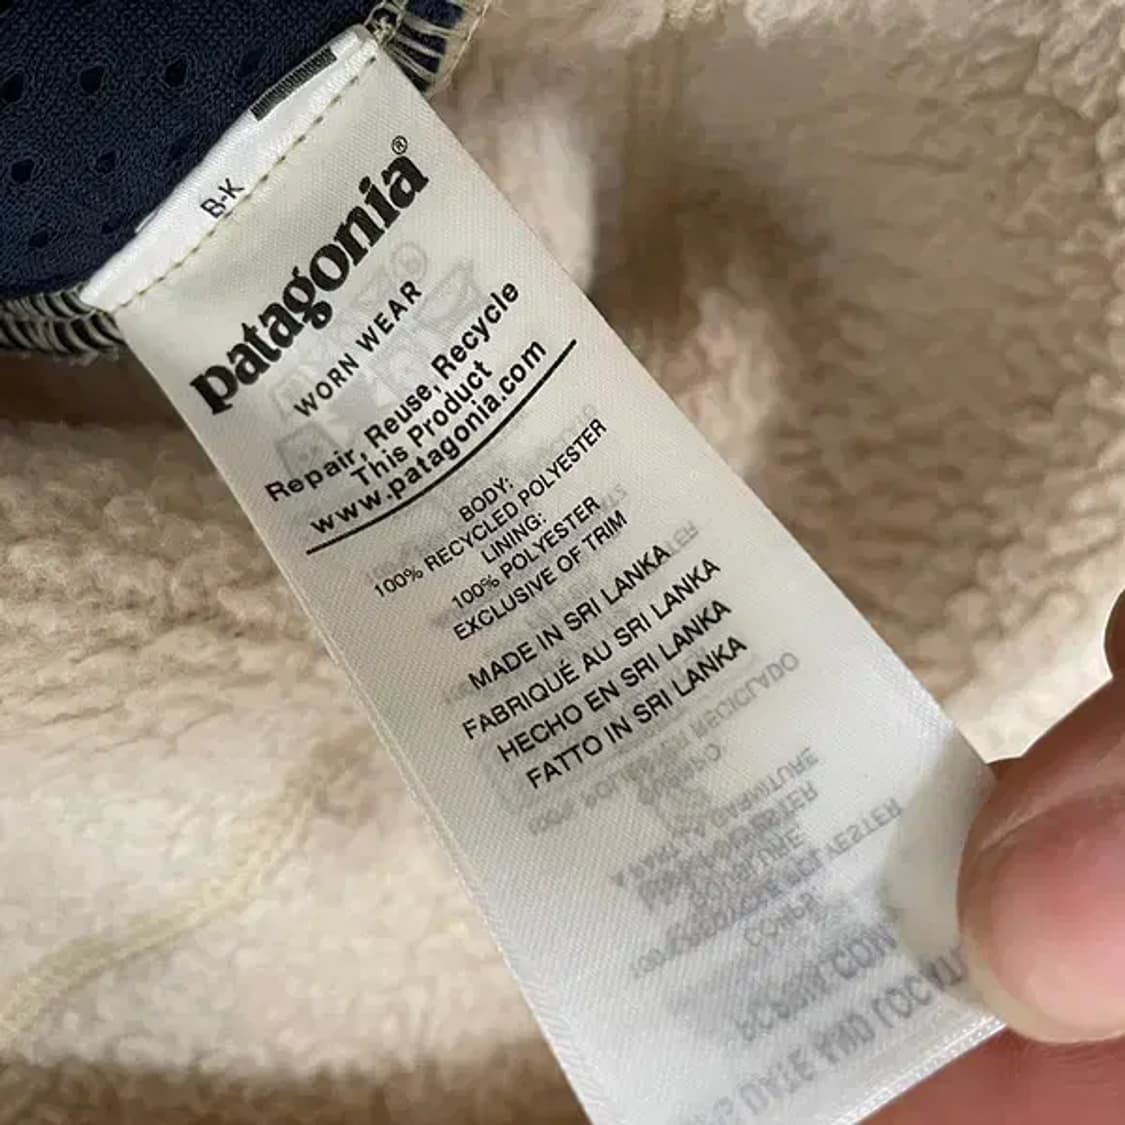 B-K
patagonia®
WORN WEAR
Repair, Reuse, Recycle
This Product
www.patagonia.com
BODY:
100% RECYCLED POLYESTER
LINING:
100% POLYESTER
EXCLUSIVE OF TRIM
MADE IN SRI LANKA
FABRIQUÉ AU SRI LANKA
HECHO EN SRI LANKA
FATTO IN SRI LANKA